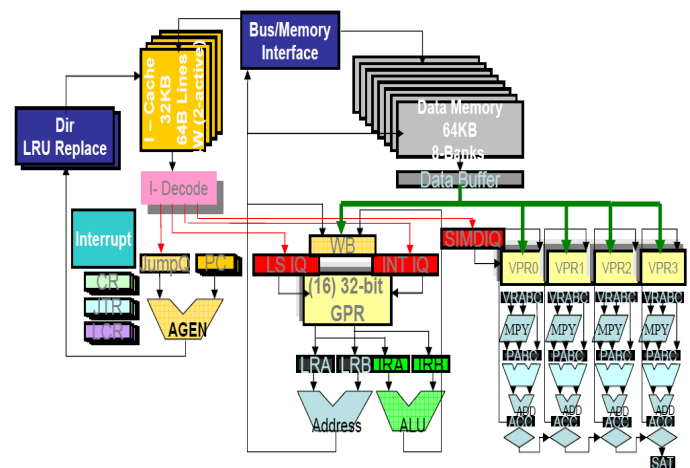 Bus/Memory
Interface
I – Cache
32KB
64B Lines
W (2-active)
Dir
LRU Replace
Data Memory
64KB
8-Banks
Data Buffer
I- Decode
Interrupt
JumpQ
PC
CR
LCR
AGEN
WB
LS IQ
INT IQ
(16) 32-bit
GPR
SIMDIQ
VPR0
VPR1
VPR2
VPR3
VRABC
VRABC
VRABC
VRABC
MPY
MPY
MPY
MPY
PABC
PABC
PABC
PABC
LRA
LRB
IRA
IRB
Address
ALU
ADD
ADD
ADD
ADD
ACC
ACC
ACC
ACC
SAT